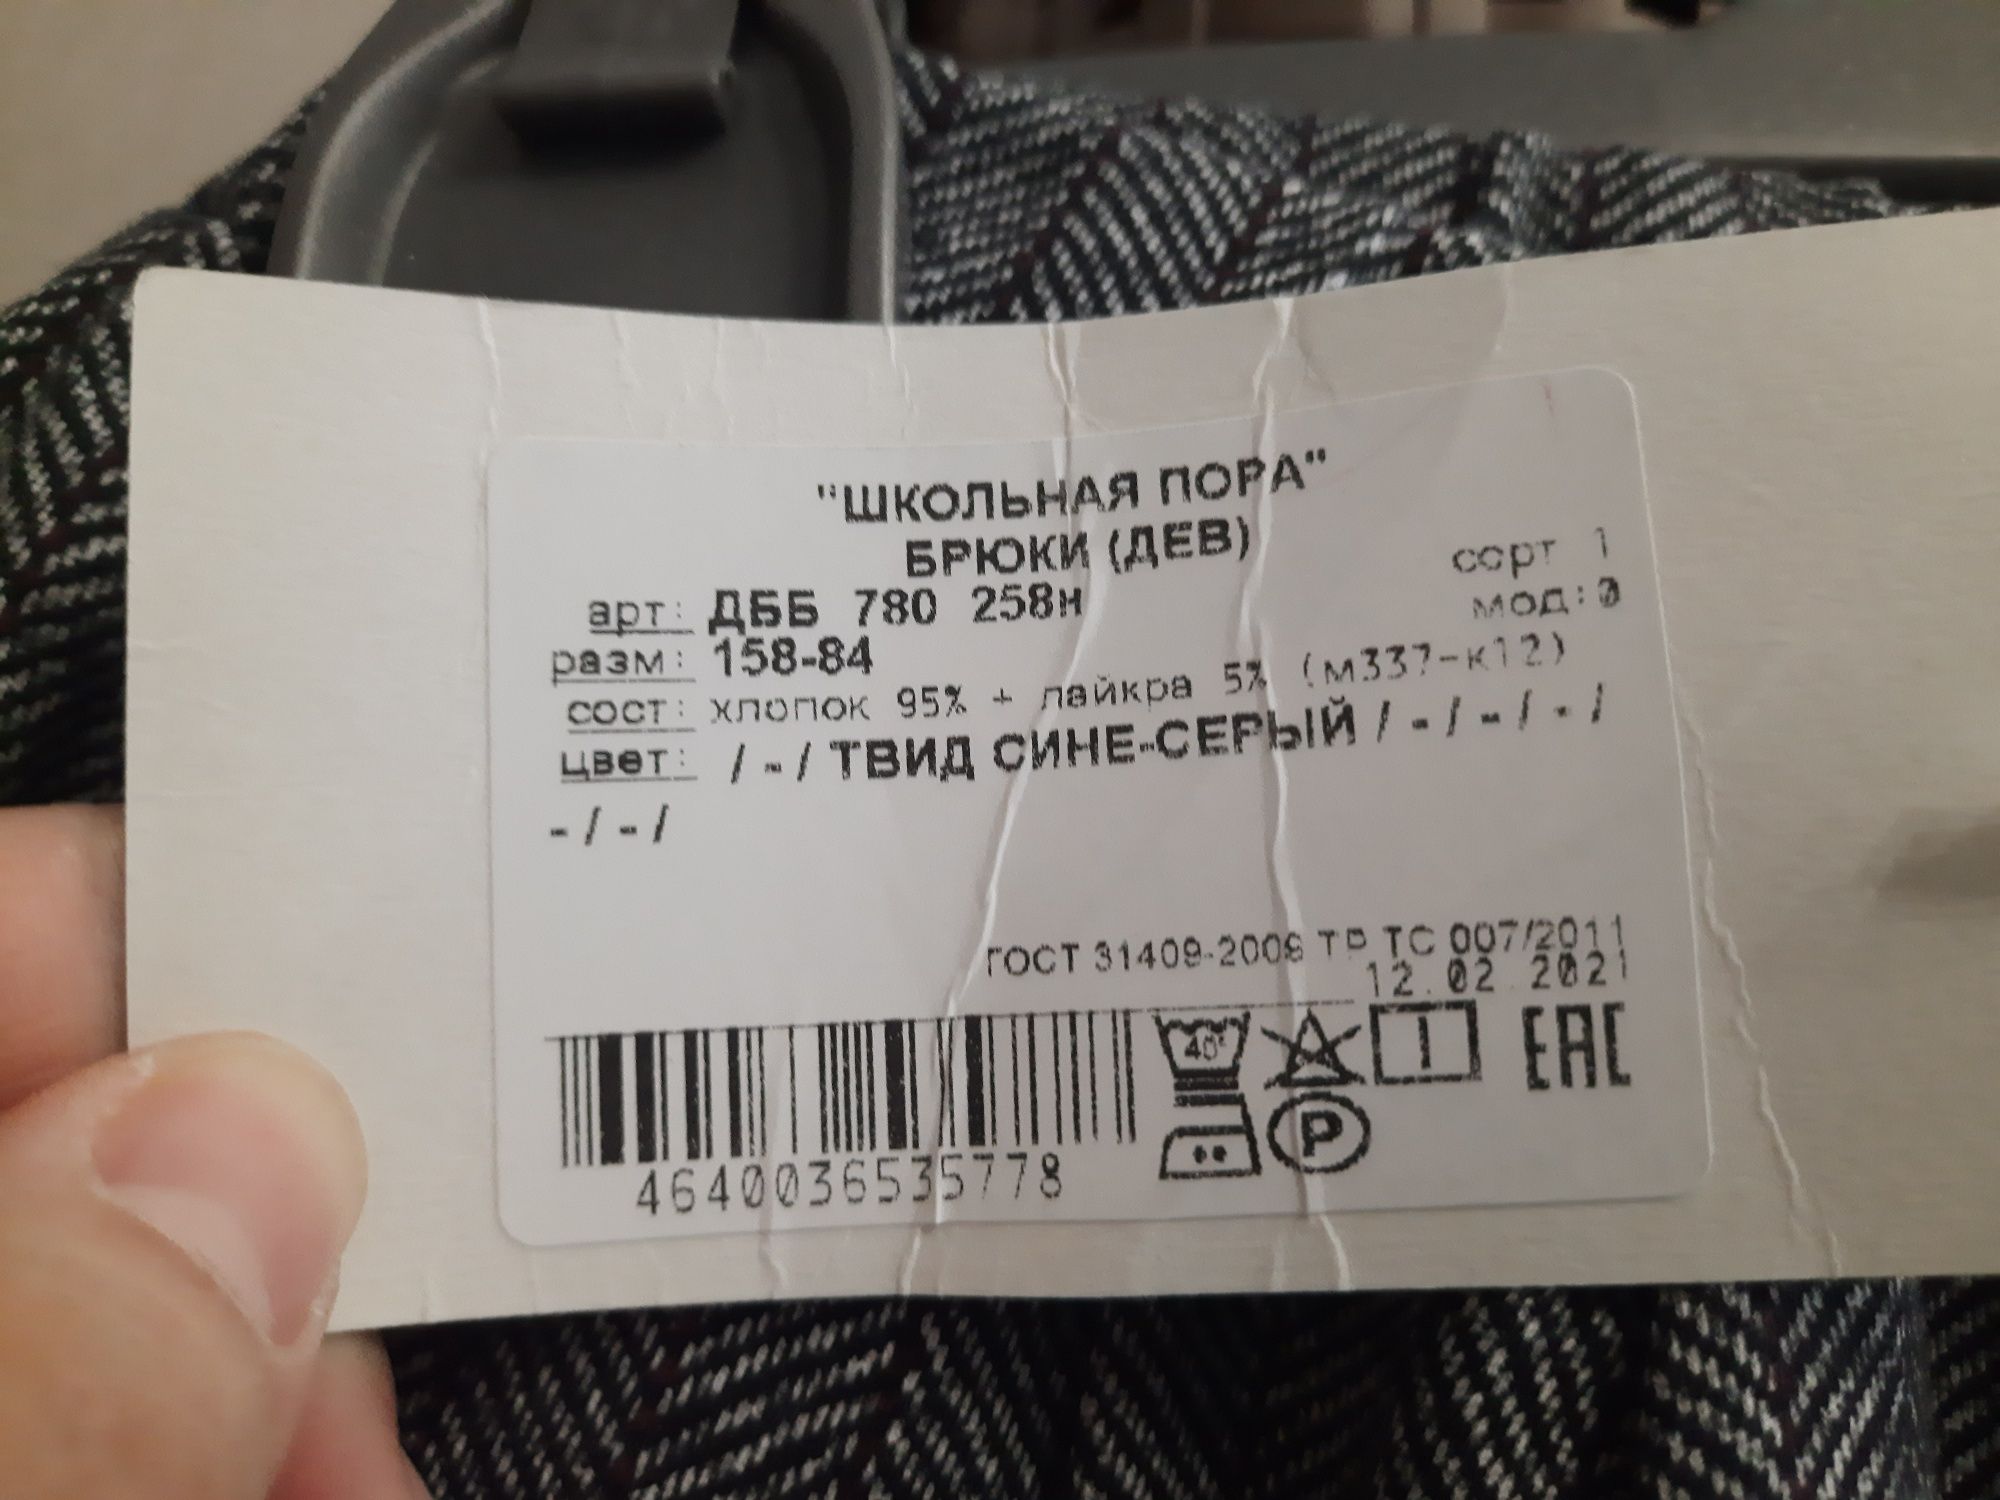 "ШКОЛЬНАЯ ПОРА"
БРЮКИ (ДЕВ)
сорт 1
арт: ДББ 780 258н
мод:0
разм: 158-84
сост: хлопок 95% + лайкра 5% (м337-к12)
цвет: /-/ ТВИД СИНЕ-СЕРЫЙ /-/-/-/
-/-/
ГОСТ 31409-2009 ТР ТС 007/2011
12.02.2021
40°
P
EAC
4640036535778